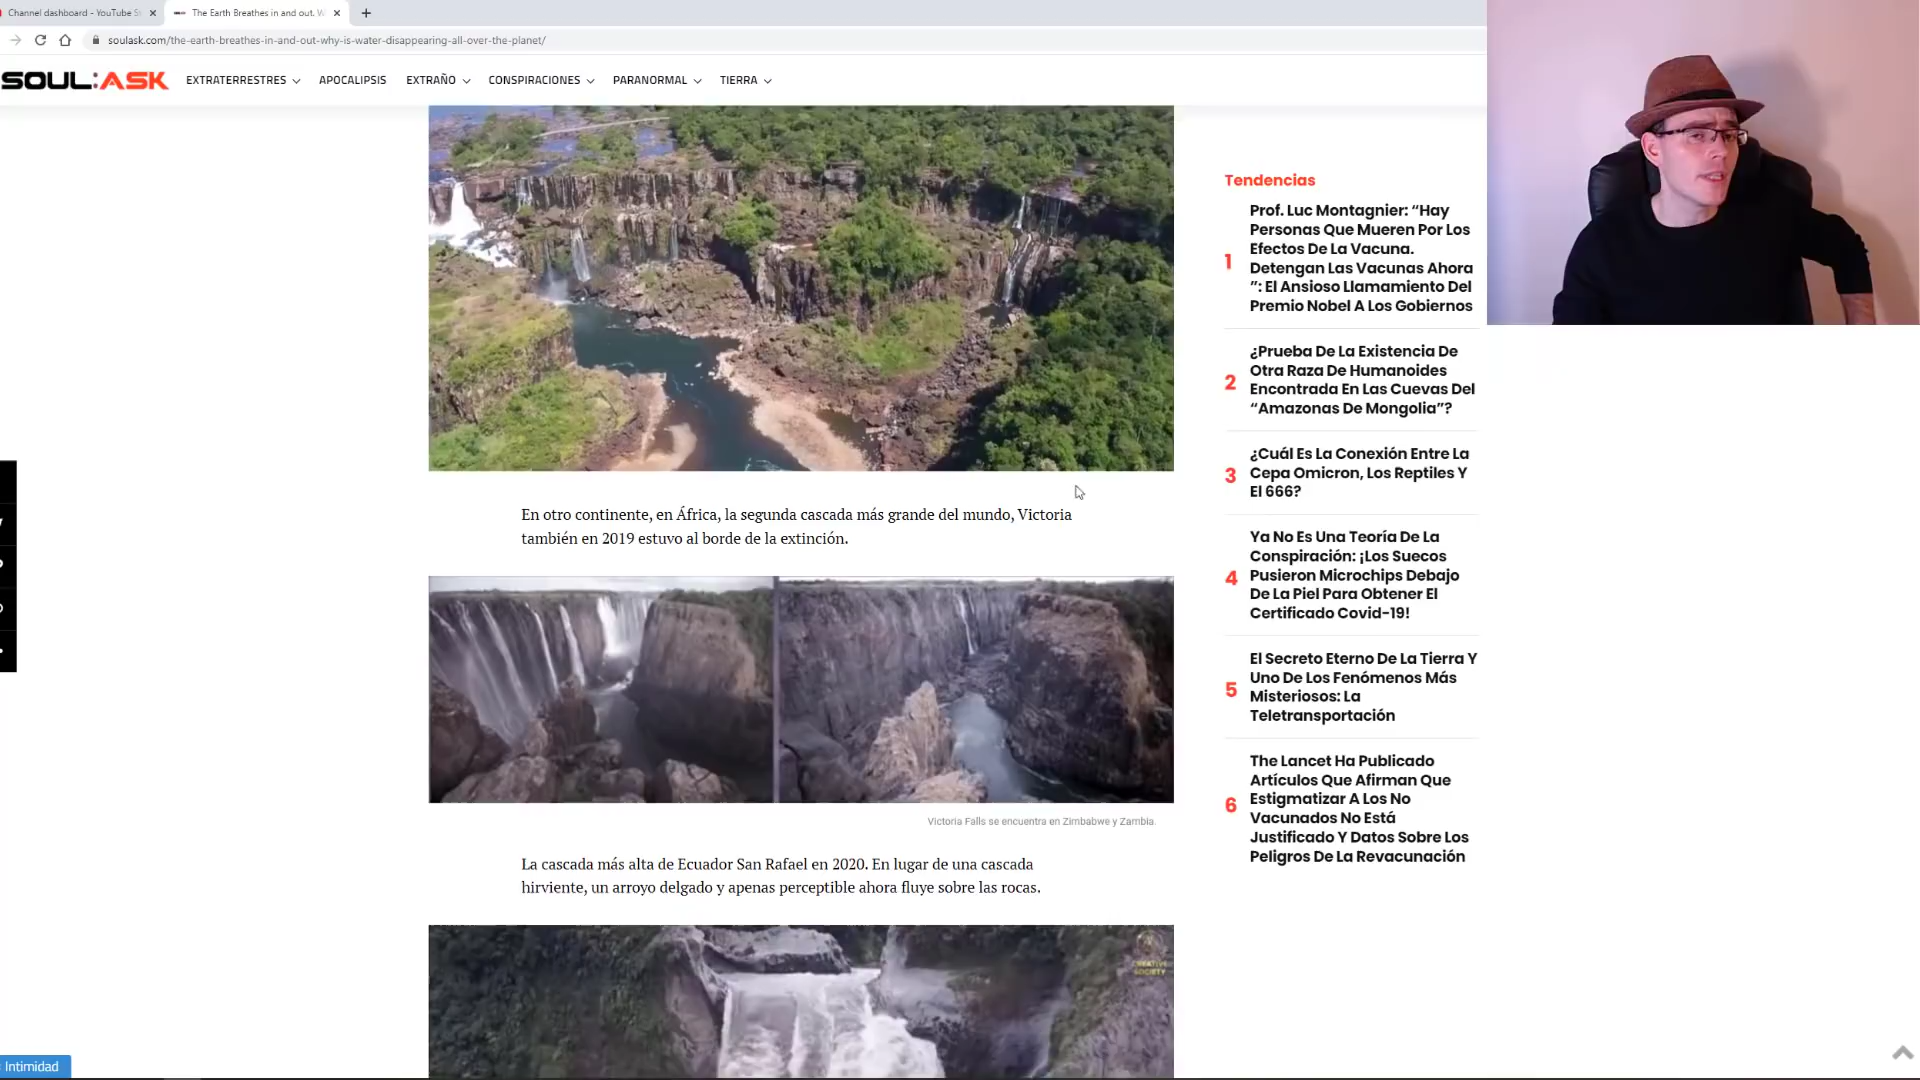 Channel dashboard - YouTube S
The Earth Breathes in and out. W
soulask.com/the-earth-breathes-in-and-out-why-is-water-disappearing-all-over-the-planet/
SOUL:ASK
EXTRATERRESTRES
APOCALIPSIS
EXTRAÑO
CONSPIRACIONES
PARANORMAL
TIERRA
En otro continente, en África, la segunda cascada más grande del mundo, Victoria
también en 2019 estuvo al borde de la extinción.
Victoria Falls se encuentra en Zimbabwe y Zambia.
La cascada más alta de Ecuador San Rafael en 2020. En lugar de una cascada
hirviente, un arroyo delgado y apenas perceptible ahora fluye sobre las rocas.
CREATIVE
SOCIETY
Tendencias
1
Prof. Luc Montagnier: “Hay
Personas Que Mueren Por Los
Efectos De La Vacuna.
Detengan Las Vacunas Ahora
”: El Ansioso Llamamiento Del
Premio Nobel A Los Gobiernos
2
¿Prueba De La Existencia De
Otra Raza De Humanoides
Encontrada En Las Cuevas Del
“Amazonas De Mongolia”?
3
¿Cuál Es La Conexión Entre La
Cepa Omicron, Los Reptiles Y
El 666?
4
Ya No Es Una Teoría De La
Conspiración: ¡Los Suecos
Pusieron Microchips Debajo
De La Piel Para Obtener El
Certificado Covid-19!
5
El Secreto Eterno De La Tierra Y
Uno De Los Fenómenos Más
Misteriosos: La
Teletransportación
6
The Lancet Ha Publicado
Artículos Que Afirman Que
Estigmatizar A Los No
Vacunados No Está
Justificado Y Datos Sobre Los
Peligros De La Revacunación
Intimidad